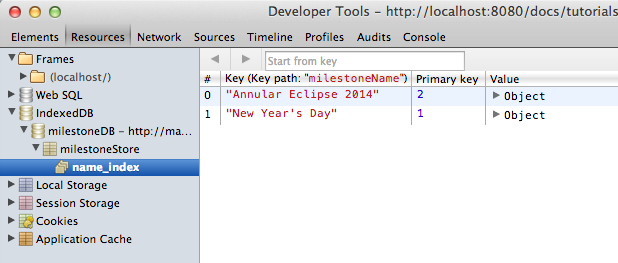 Developer Tools - http://localhost:8080/docs/tutorials
Elements Resources Network Sources Timeline Profiles Audits Console
Frames
(localhost/)
Web SQL
IndexedDB
milestoneDB – http://ma...
milestoneStore
name_index
Local Storage
Session Storage
Cookies
Application Cache
Start from key
# Key (Key path: "milestoneName") Primary key Value
0 "Annular Eclipse 2014" 2 Object
1 "New Year's Day" 1 Object